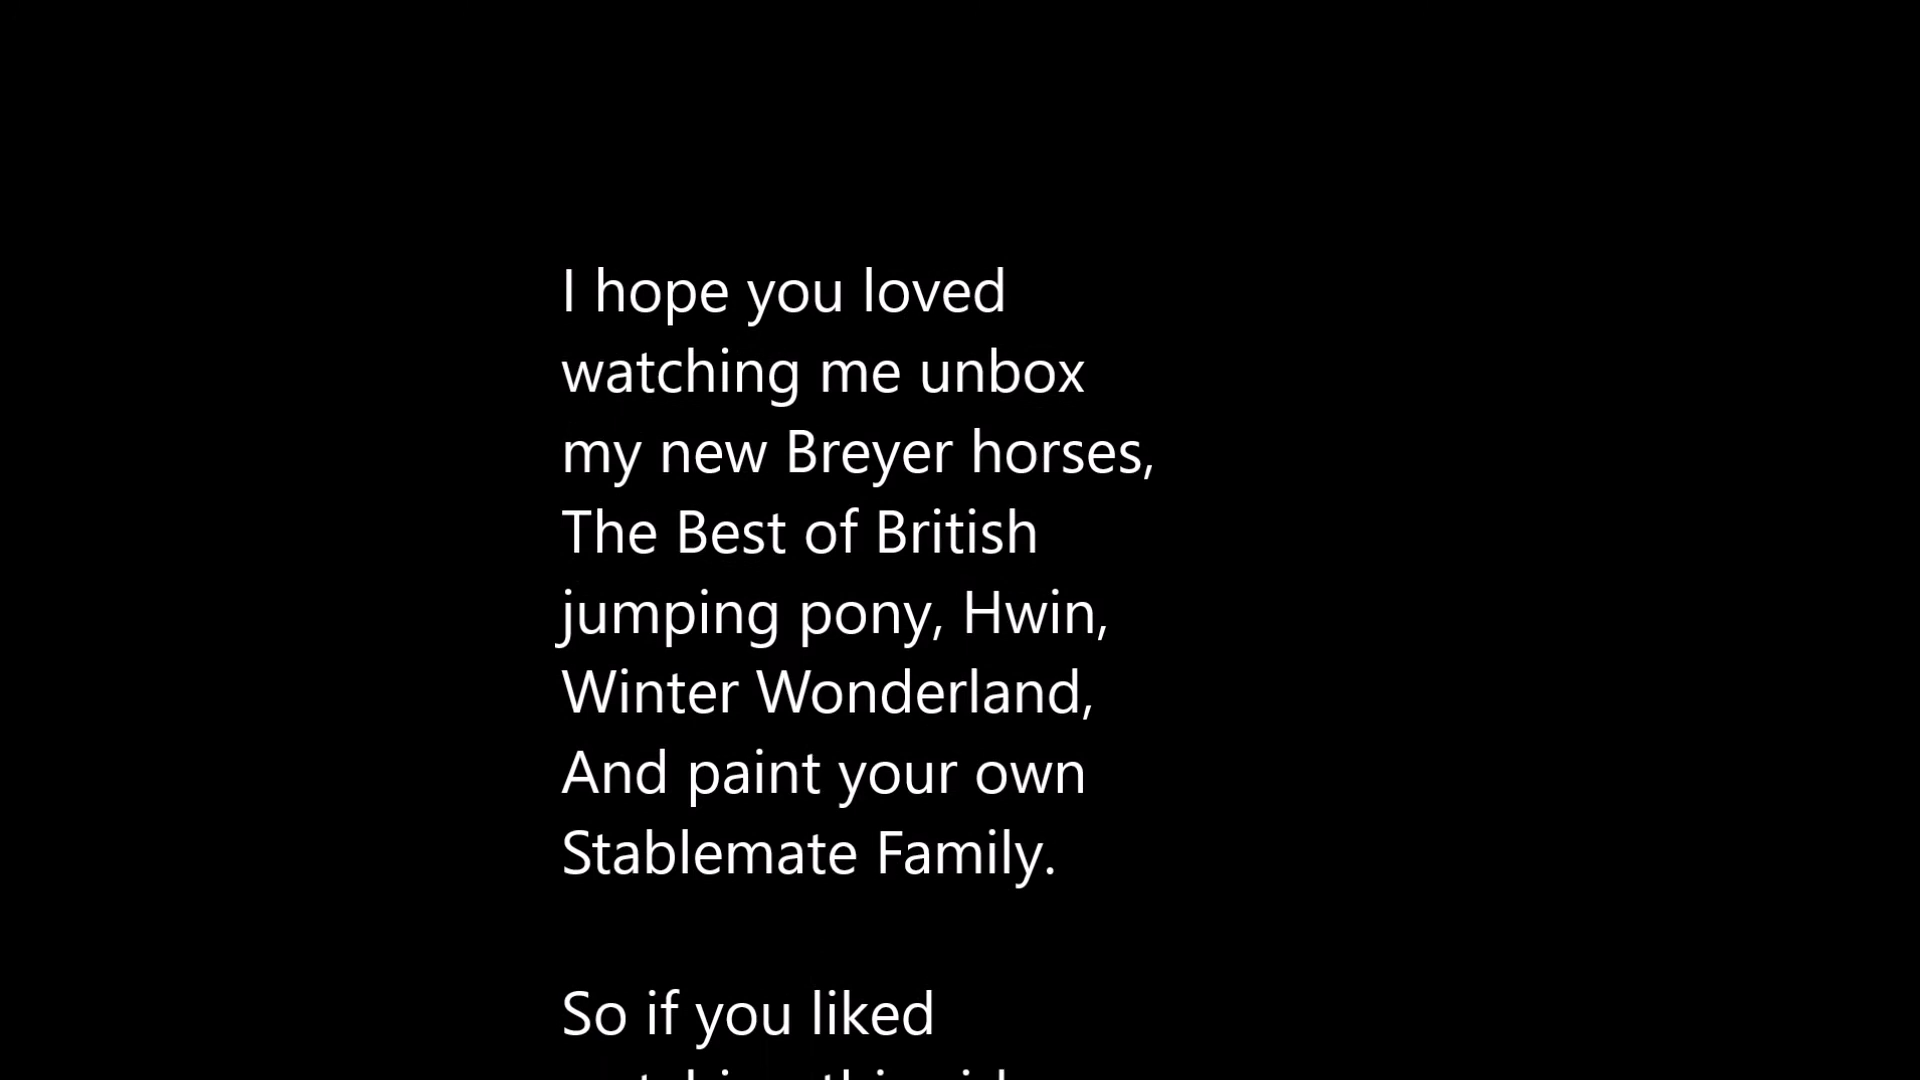 I hope you loved
watching me unbox
my new Breyer horses,
The Best of British
jumping pony, Hwin,
Winter Wonderland,
And paint your own
Stablemate Family.
So if you liked